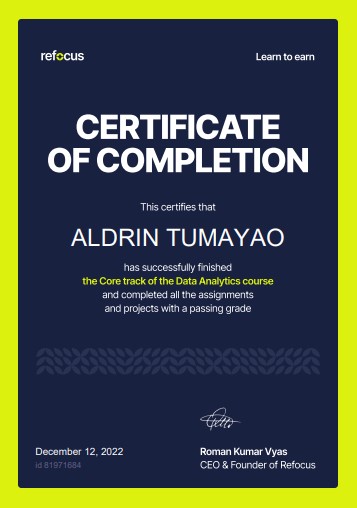 refocus
Learn to earn
CERTIFICATE
OF COMPLETION
This certifies that
ALDRIN TUMAYAO
has successfully finished
the Core track of the Data Analytics course
and completed all the assignments
and projects with a passing grade
December 12, 2022
id 81971684
Roman Kumar Vyas
CEO & Founder of Refocus